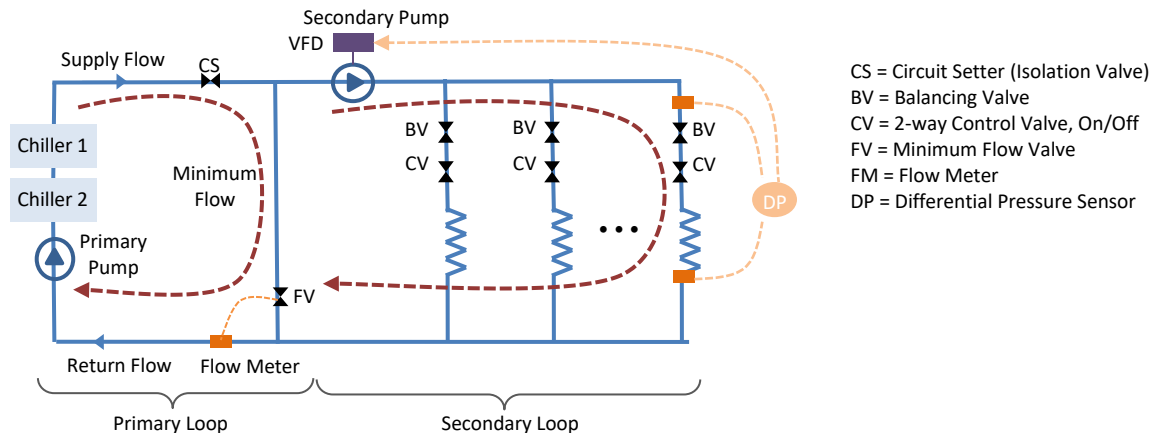 Secondary Pump
VFD
Supply Flow
CS
CS = Circuit Setter (Isolation Valve)
BV = Balancing Valve
CV = 2-way Control Valve, On/Off
FV = Minimum Flow Valve
FM = Flow Meter
DP = Differential Pressure Sensor
BV
BV
BV
CV
CV
CV
Chiller 1
Chiller 2
Minimum
Flow
DP
Primary
Pump
FV
Return Flow
Flow Meter
Primary Loop
Secondary Loop